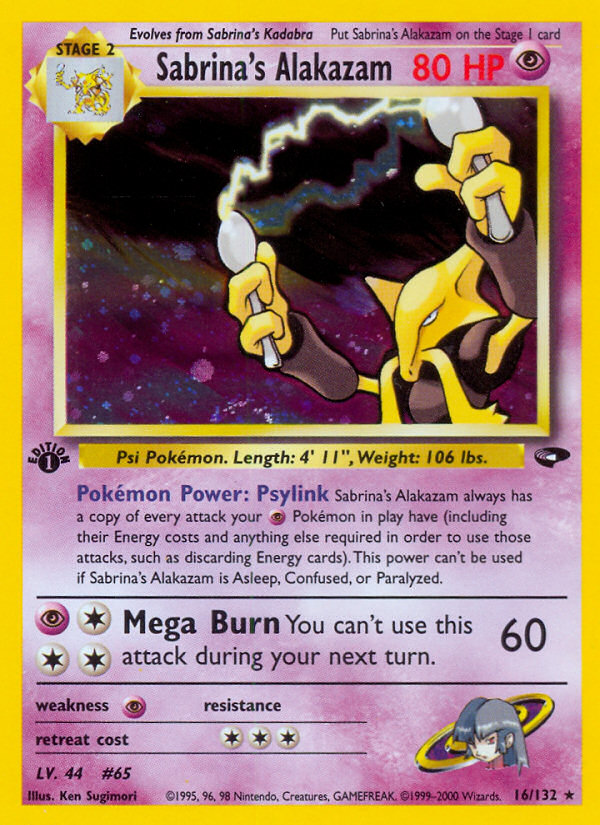 Evolves from Sabrina's Kadabra Put Sabrina's Alakazam on the Stage 1 card
STAGE 2
Sabrina's Alakazam 80 HP
EDITION
1
Psi Pokémon. Length: 4' 11", Weight: 106 lbs.
Pokémon Power: Psylink Sabrina's Alakazam always has
a copy of every attack your Pokémon in play have (including
their Energy costs and anything else required in order to use those
attacks, such as discarding Energy cards). This power can't be used
if Sabrina's Alakazam is Asleep, Confused, or Paralyzed.
Mega Burn You can't use this
attack during your next turn.
60
weakness resistance
retreat cost
LV. 44 #65
Illus. Ken Sugimori ©1995, 96, 98 Nintendo, Creatures, GAMEFREAK. ©1999-2000 Wizards. 16/132 ★